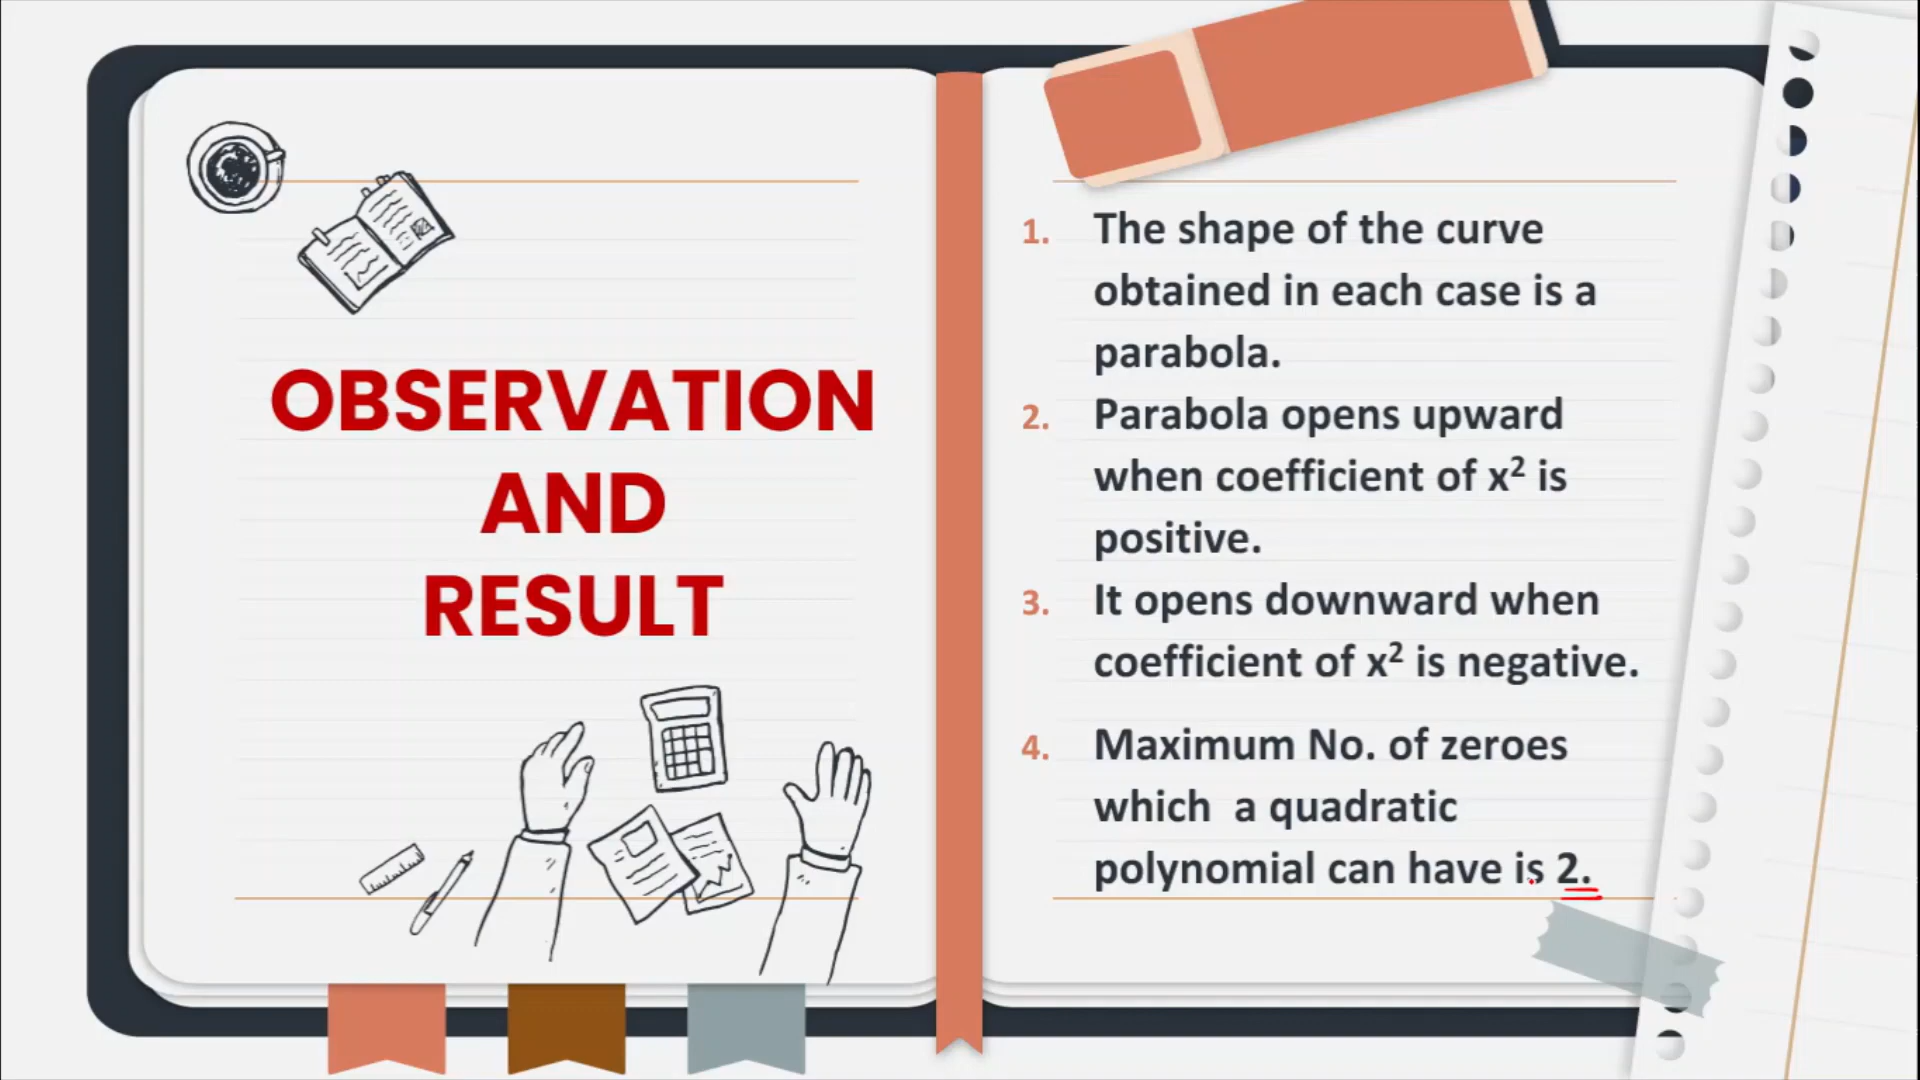 OBSERVATION
AND
RESULT
1. The shape of the curve
obtained in each case is a
parabola.
2. Parabola opens upward
when coefficient of x² is
positive.
3. It opens downward when
coefficient of x² is negative.
4. Maximum No. of zeroes
which a quadratic
polynomial can have is 2.